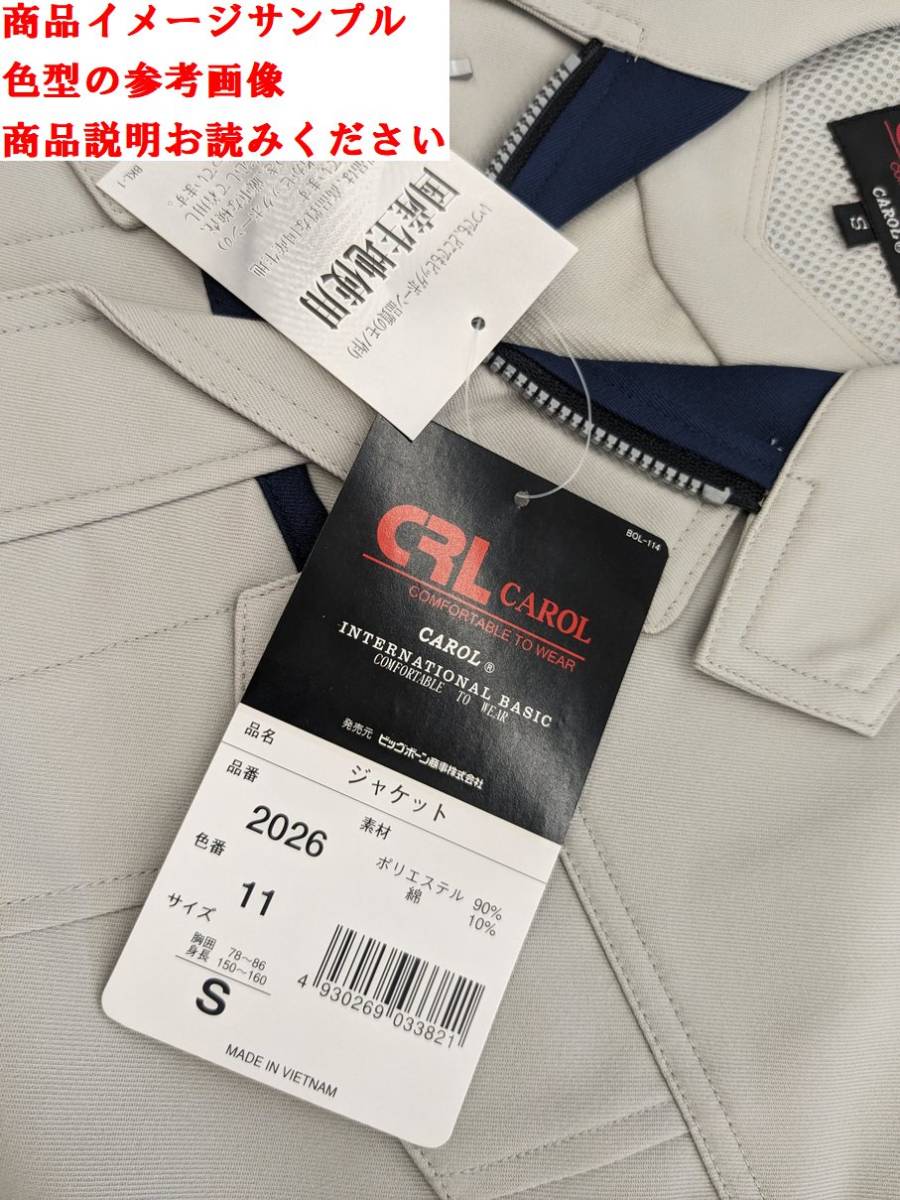 商品イメージサンプル
色型の参考画像
商品説明お読みください
BKL-1
国産生地使用
CAROL®
S
BOL-114
CRL CAROL
COMFORTABLE TO WEAR
CAROL®
INTERNATIONAL BASIC
COMFORTABLE TO WEAR
発売元 ビッグボーン商事株式会社
品名 ジャケット
品番 2026
素材
ポリエステル 90%
綿 10%
色番 11
サイズ
胸囲 78~86
身長 150~160
S
4 930269 033821
MADE IN VIETNAM